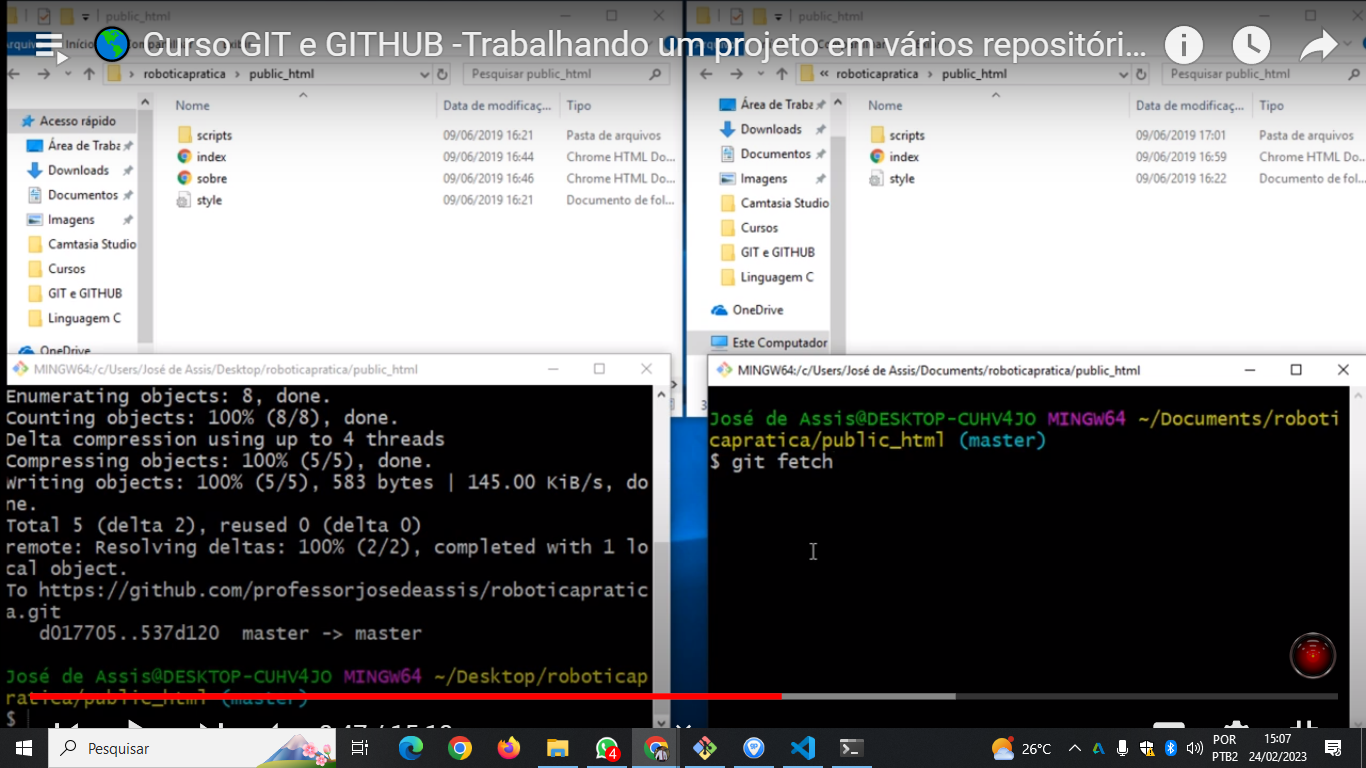 public_html
public_html
Curso GIT e GITHUB -Trabalhando um projeto em vários repositóri...
roboticapratica > public_html
Pesquisar public_html
« roboticapratica > public_html
Pesquisar public_html
Nome
Data de modificaç...
Tipo
Acesso rápido
Área de Traba
Downloads
Documentos
Imagens
Camtasia Studio
Cursos
GIT e GITHUB
Linguagem C
OneDrive
scripts 09/06/2019 16:21 Pasta de arquivos
index 09/06/2019 16:44 Chrome HTML Do...
sobre 09/06/2019 16:46 Chrome HTML Do...
style 09/06/2019 16:21 Documento de fol...
Nome
Data de modificaç...
Tipo
Área de Traba
Downloads
Documentos
Imagens
Camtasia Studio
Cursos
GIT e GITHUB
Linguagem C
OneDrive
Este Computador
scripts 09/06/2019 17:01 Pasta de arquivos
index 09/06/2019 16:59 Chrome HTML Do...
style 09/06/2019 16:22 Documento de fol...
MINGW64:/c/Users/José de Assis/Desktop/roboticapratica/public_html
Enumerating objects: 8, done.
Counting objects: 100% (8/8), done.
Delta compression using up to 4 threads
Compressing objects: 100% (5/5), done.
Writing objects: 100% (5/5), 583 bytes | 145.00 KiB/s, do
ne.
Total 5 (delta 2), reused 0 (delta 0)
remote: Resolving deltas: 100% (2/2), completed with 1 lo
cal object.
To https://github.com/professorjosedeassis/roboticapratic
a.git
d017705..537d120 master -> master
José de Assis@DESKTOP-CUHV4JO MINGW64 ~/Desktop/roboticap
ratica/public_html (master)
$
MINGW64:/c/Users/José de Assis/Documents/roboticapratica/public_html
José de Assis@DESKTOP-CUHV4JO MINGW64 ~/Documents/roboti
capratica/public_html (master)
$ git fetch
Pesquisar
4
26°C
POR
PTB2
15:07
24/02/2023